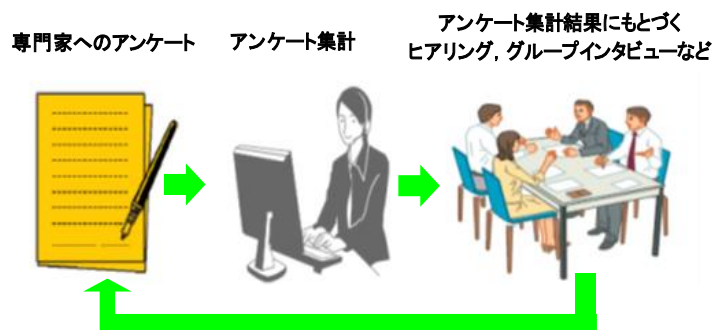 専門家へのアンケート
アンケート集計
アンケート集計結果にもとづく
ヒアリング，グループインタビューなど